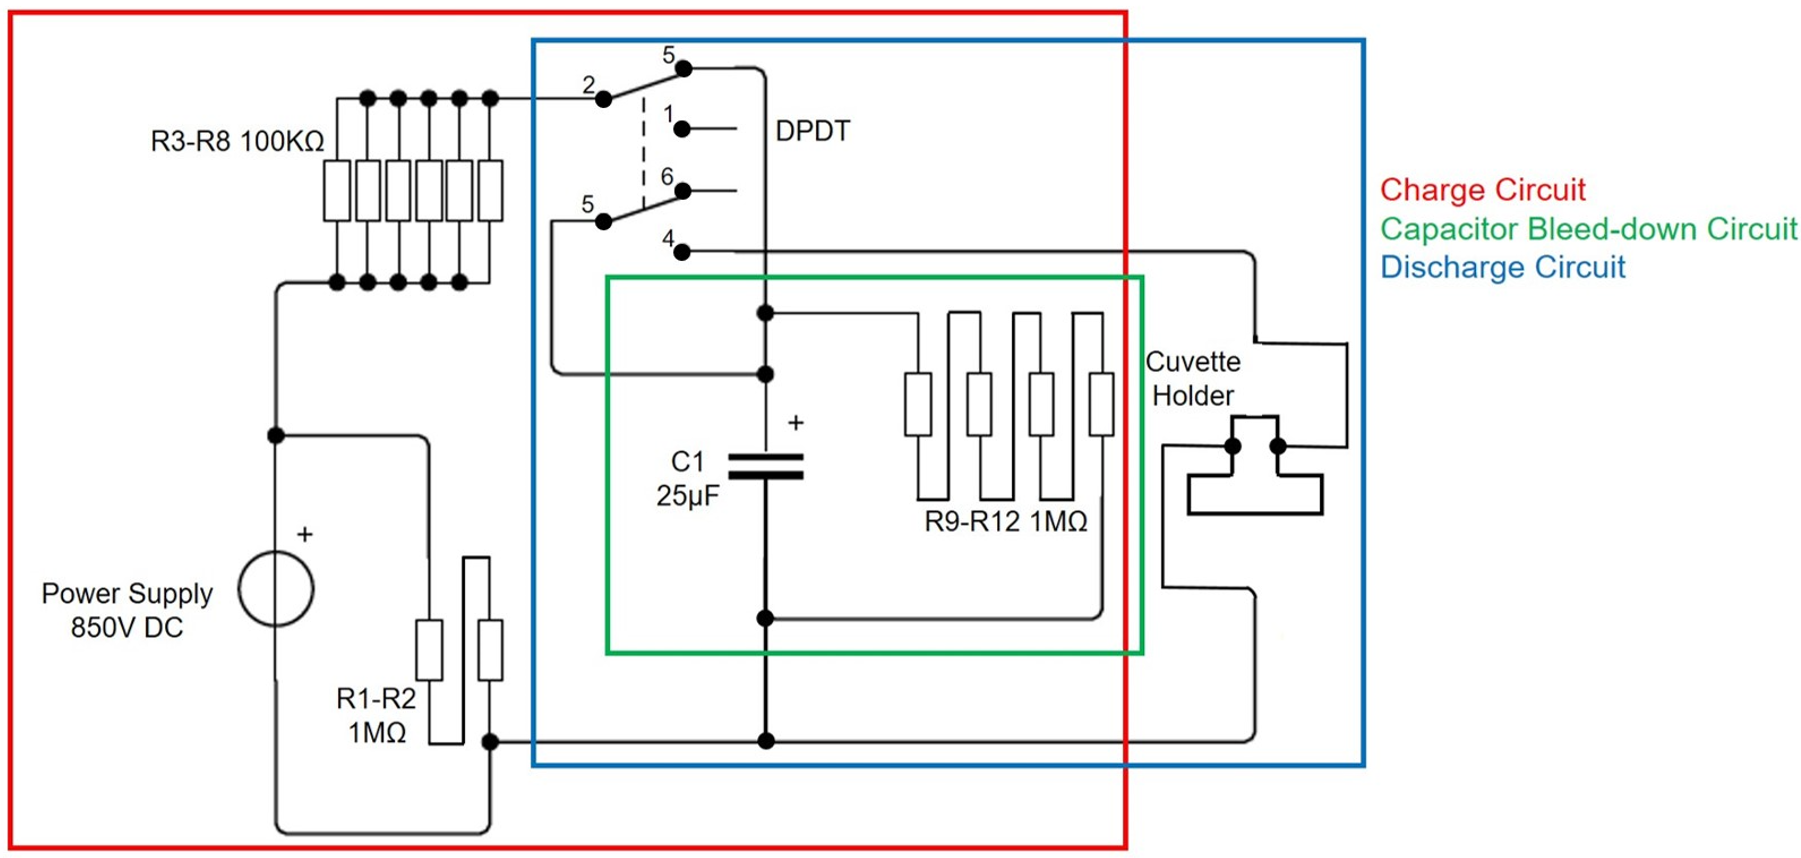 5
2
1
DPDT
R3-R8 100KΩ
6
5
4
Charge Circuit
Capacitor Bleed-down Circuit
Discharge Circuit
Cuvette
Holder
+
C1
25µF
R9-R12 1MΩ
+
Power Supply
850V DC
R1-R2
1MΩ